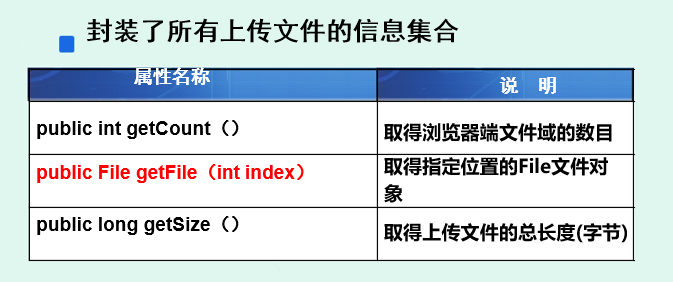 封装了所有上传文件的信息集合
属性名称
说 明
public int getCount（）
取得浏览器端文件域的数目
public File getFile（int index）
取得指定位置的File文件对
象
public long getSize（）
取得上传文件的总长度(字节)